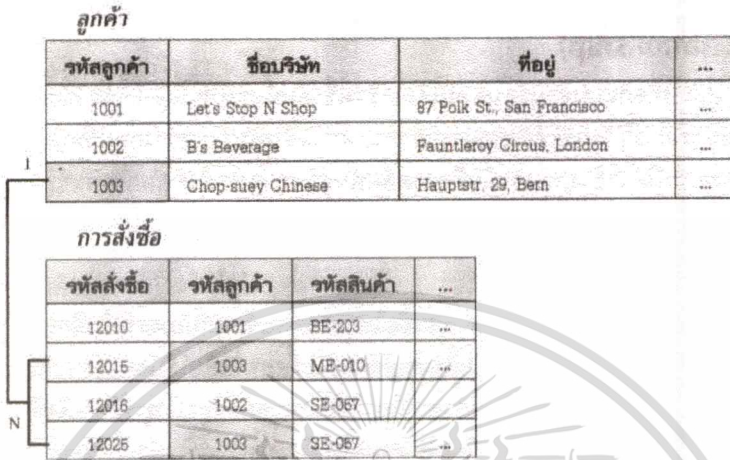 ลูกค้า
รหัสลูกค้า ชื่อบริษัท ที่อยู่ ...
1001 Let's Stop N Shop 87 Polk St., San Francisco ...
1002 B's Beverage Fauntleroy Circus, London ...
1
1003 Chop-suey Chinese Hauptstr. 29, Bern ...
การสั่งซื้อ
รหัสสั่งซื้อ รหัสลูกค้า รหัสสินค้า ...
12010 1001 BE-203 ...
12015 1003 ME-010 ...
12016 1002 SE-067
N
12025 1003 SE-067 ...